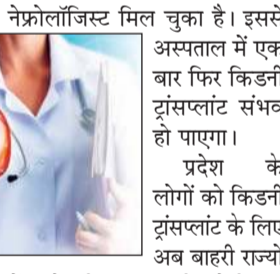 नेफ्रोलॉजिस्ट मिल चुका है। इससे
अस्पताल में एक
बार फिर किडनी
ट्रांसप्लांट संभव
हो पाएगा।
प्रदेश के
लोगों को किडनी
ट्रांसप्लांट के लिए
अब बाहरी राज्यों